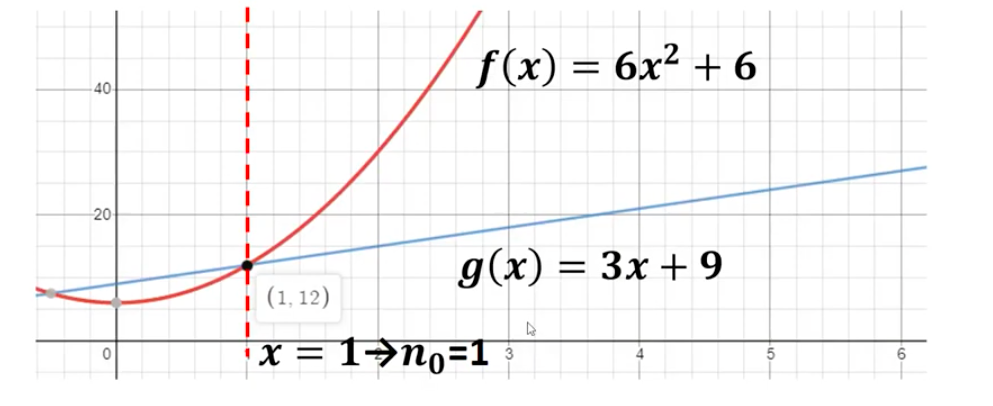 f(x) = 6x² + 6
40
20
g(x) = 3x + 9
(1, 12)
0 x = 1→n₀=1 3 4 5 6